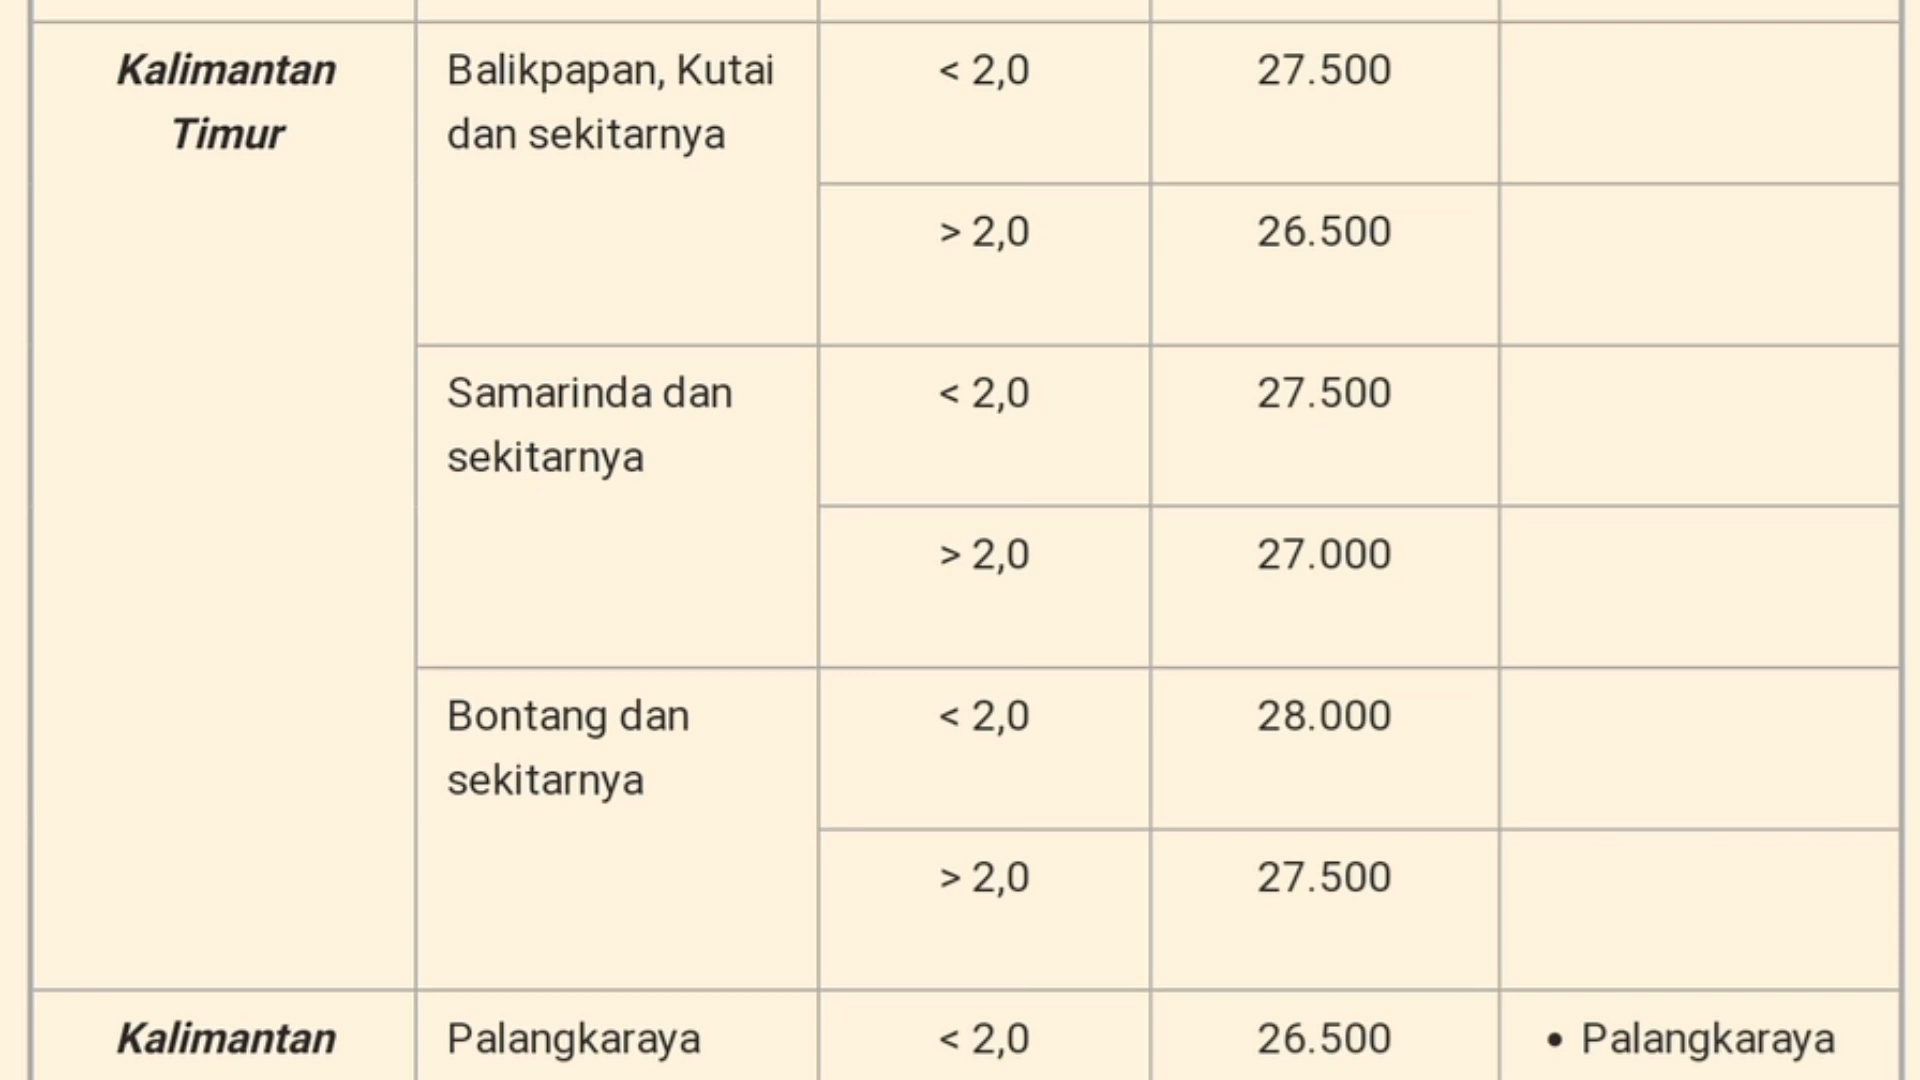 Kalimantan
Timur
Balikpapan, Kutai
dan sekitarnya
< 2,0
27.500
> 2,0
26.500
Samarinda dan
sekitarnya
< 2,0
27.500
> 2,0
27.000
Bontang dan
sekitarnya
< 2,0
28.000
> 2,0
27.500
Kalimantan
Palangkaraya
< 2,0
26.500
• Palangkaraya